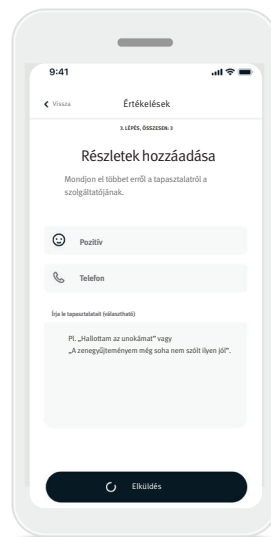 9:41
Vissza
Értékelések
3. LÉPÉS, ÖSSZESEN: 3
Részletek hozzáadása
Mondjon el többet erről a tapasztalatról a
szolgáltatójának.
Pozitív
Telefon
Írja le tapasztalatait (választható)
Pl. „Hallottam az unokámat” vagy
„A zenegyűjteményem még soha nem szólt ilyen jól”.
Elküldés